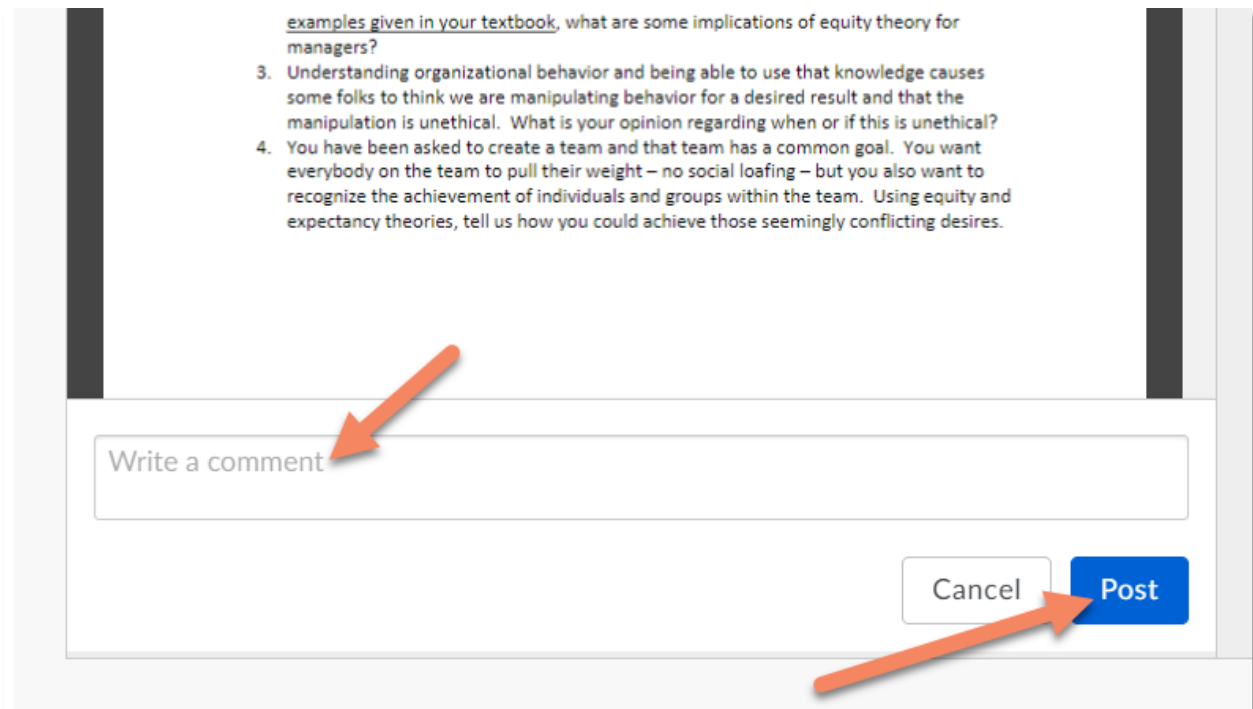 examples given in your textbook, what are some implications of equity theory for
managers?
3. Understanding organizational behavior and being able to use that knowledge causes
some folks to think we are manipulating behavior for a desired result and that the
manipulation is unethical.  What is your opinion regarding when or if this is unethical?
4. You have been asked to create a team and that team has a common goal.  You want
everybody on the team to pull their weight – no social loafing – but you also want to
recognize the achievement of individuals and groups within the team.  Using equity and
expectancy theories, tell us how you could achieve those seemingly conflicting desires.
Write a comment
Cancel
Post